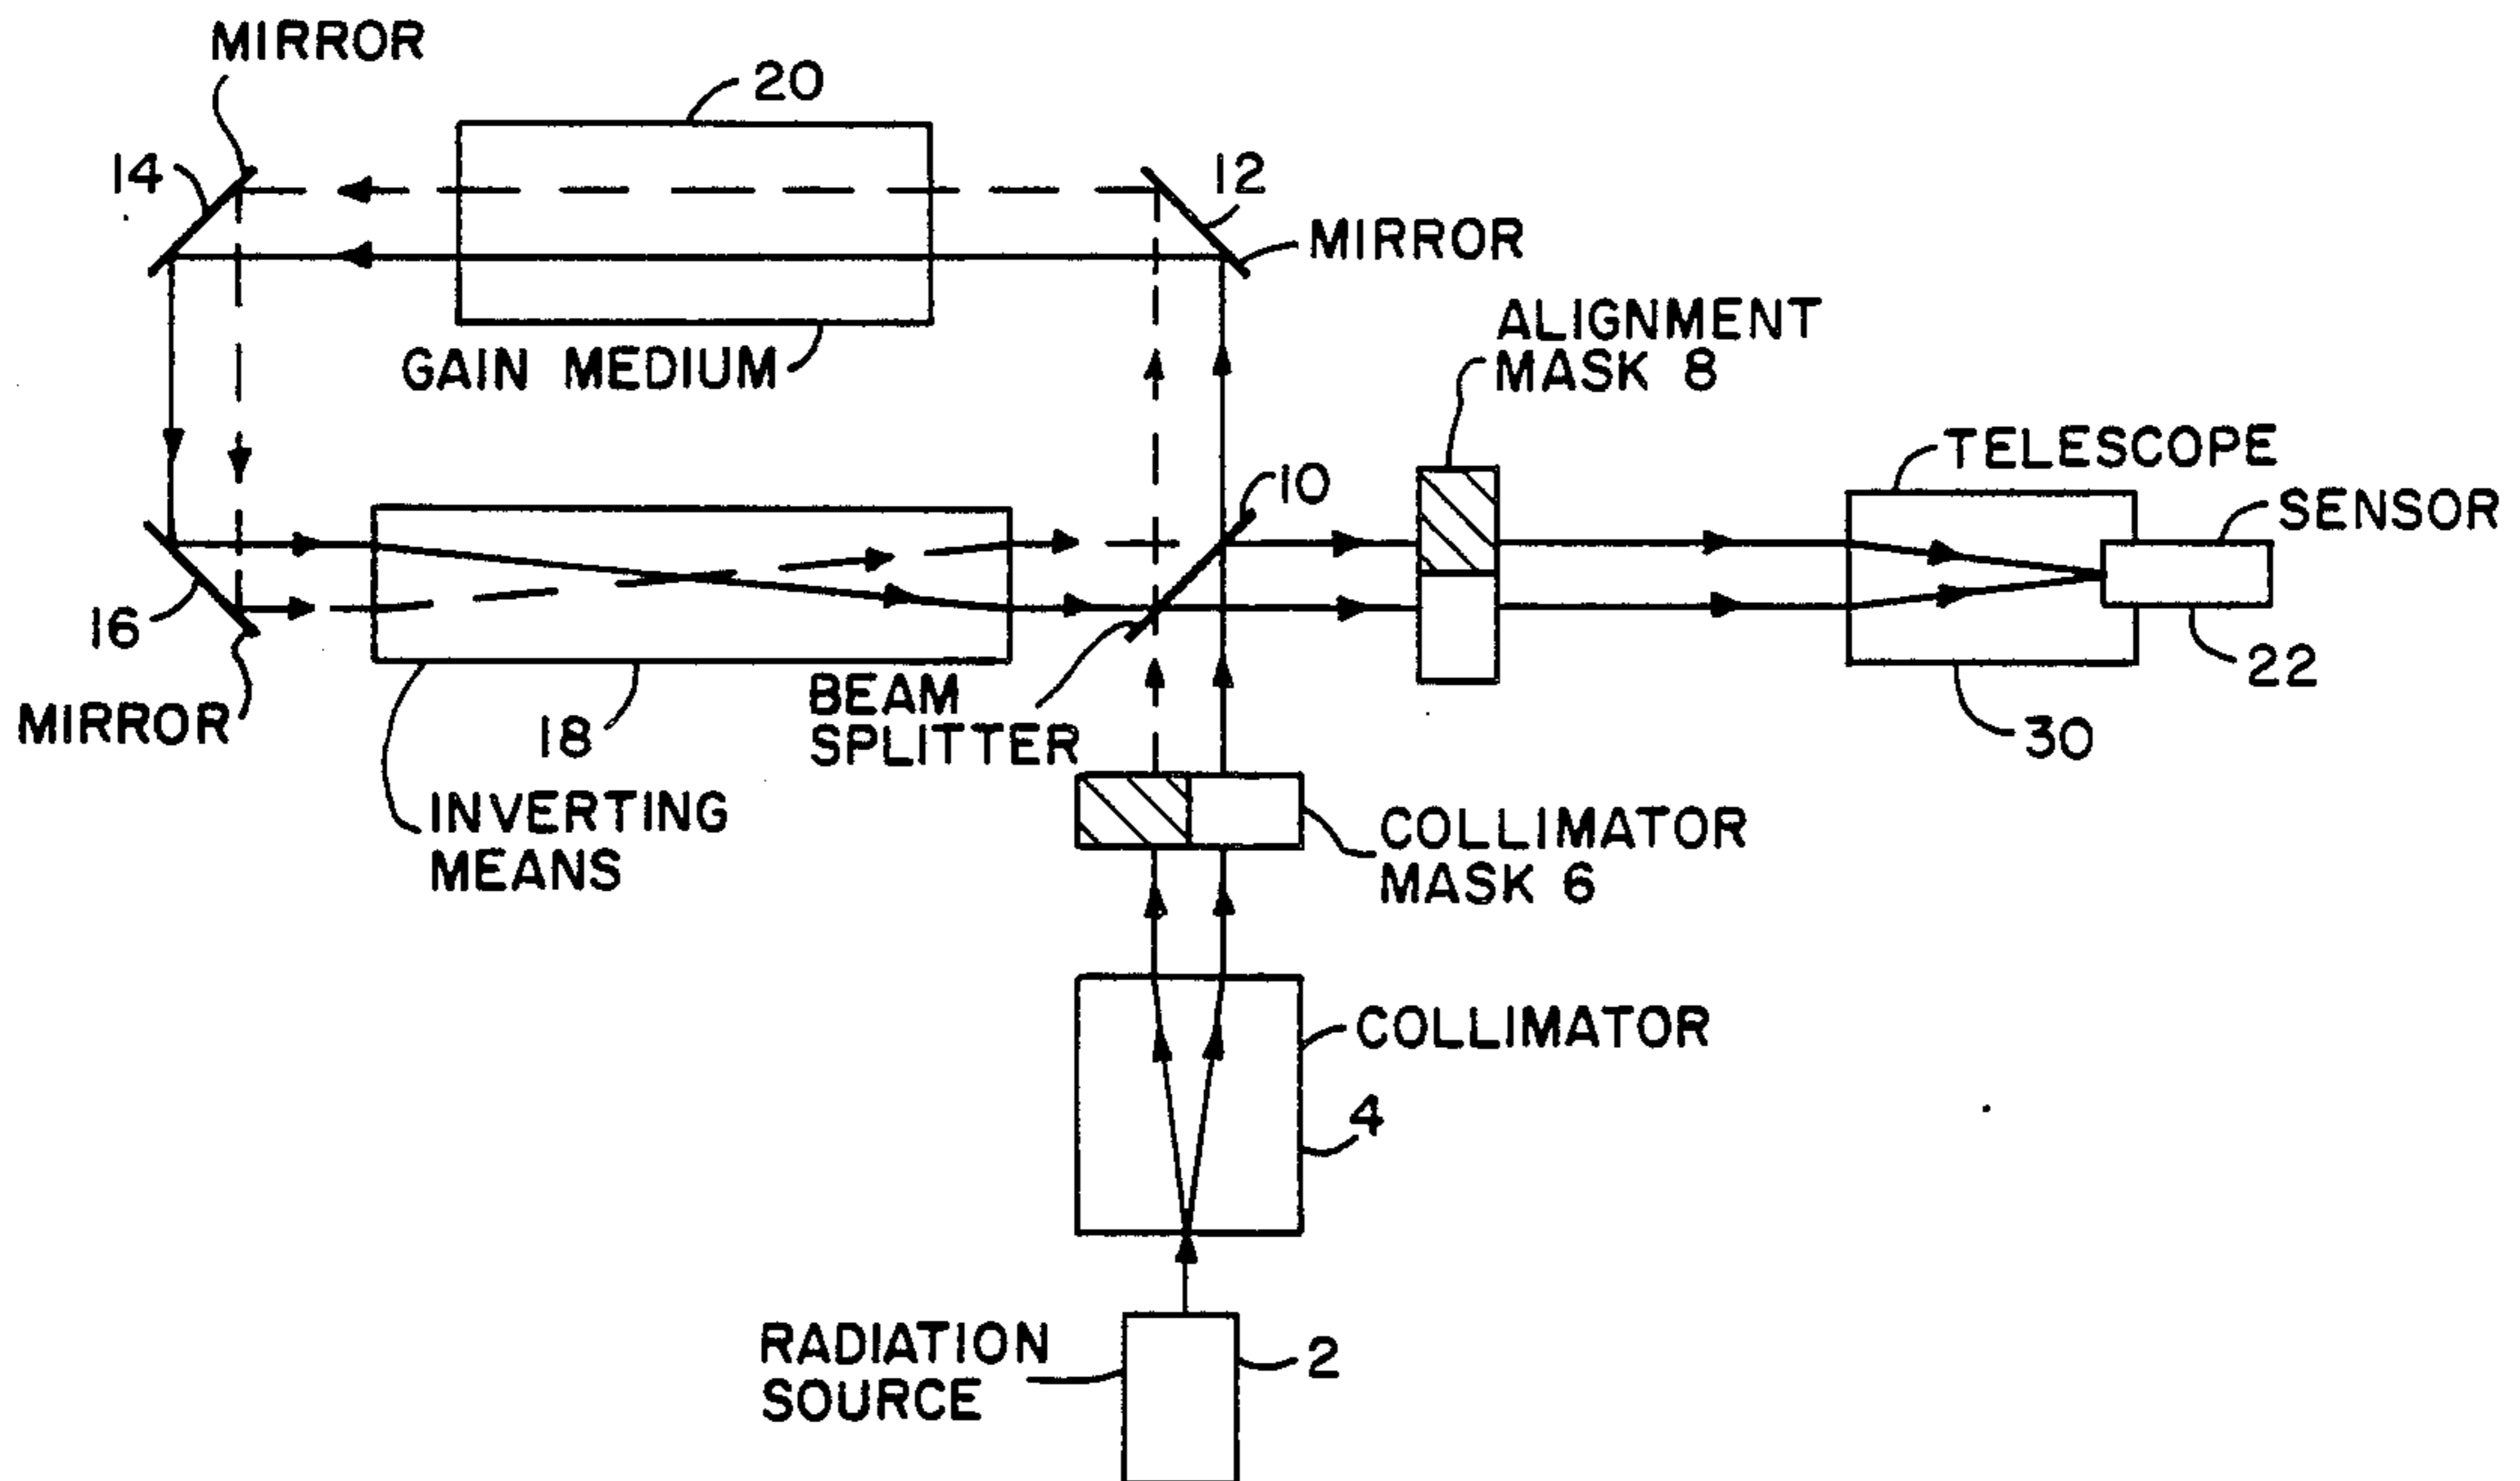 MIRROR
20
14
12
MIRROR
GAIN MEDIUM
ALIGNMENT
MASK 8
TELESCOPE
10
SENSOR
16
22
MIRROR
18
BEAM
SPLITTER
30
INVERTING
MEANS
COLLIMATOR
MASK 6
COLLIMATOR
4
RADIATION
SOURCE
2